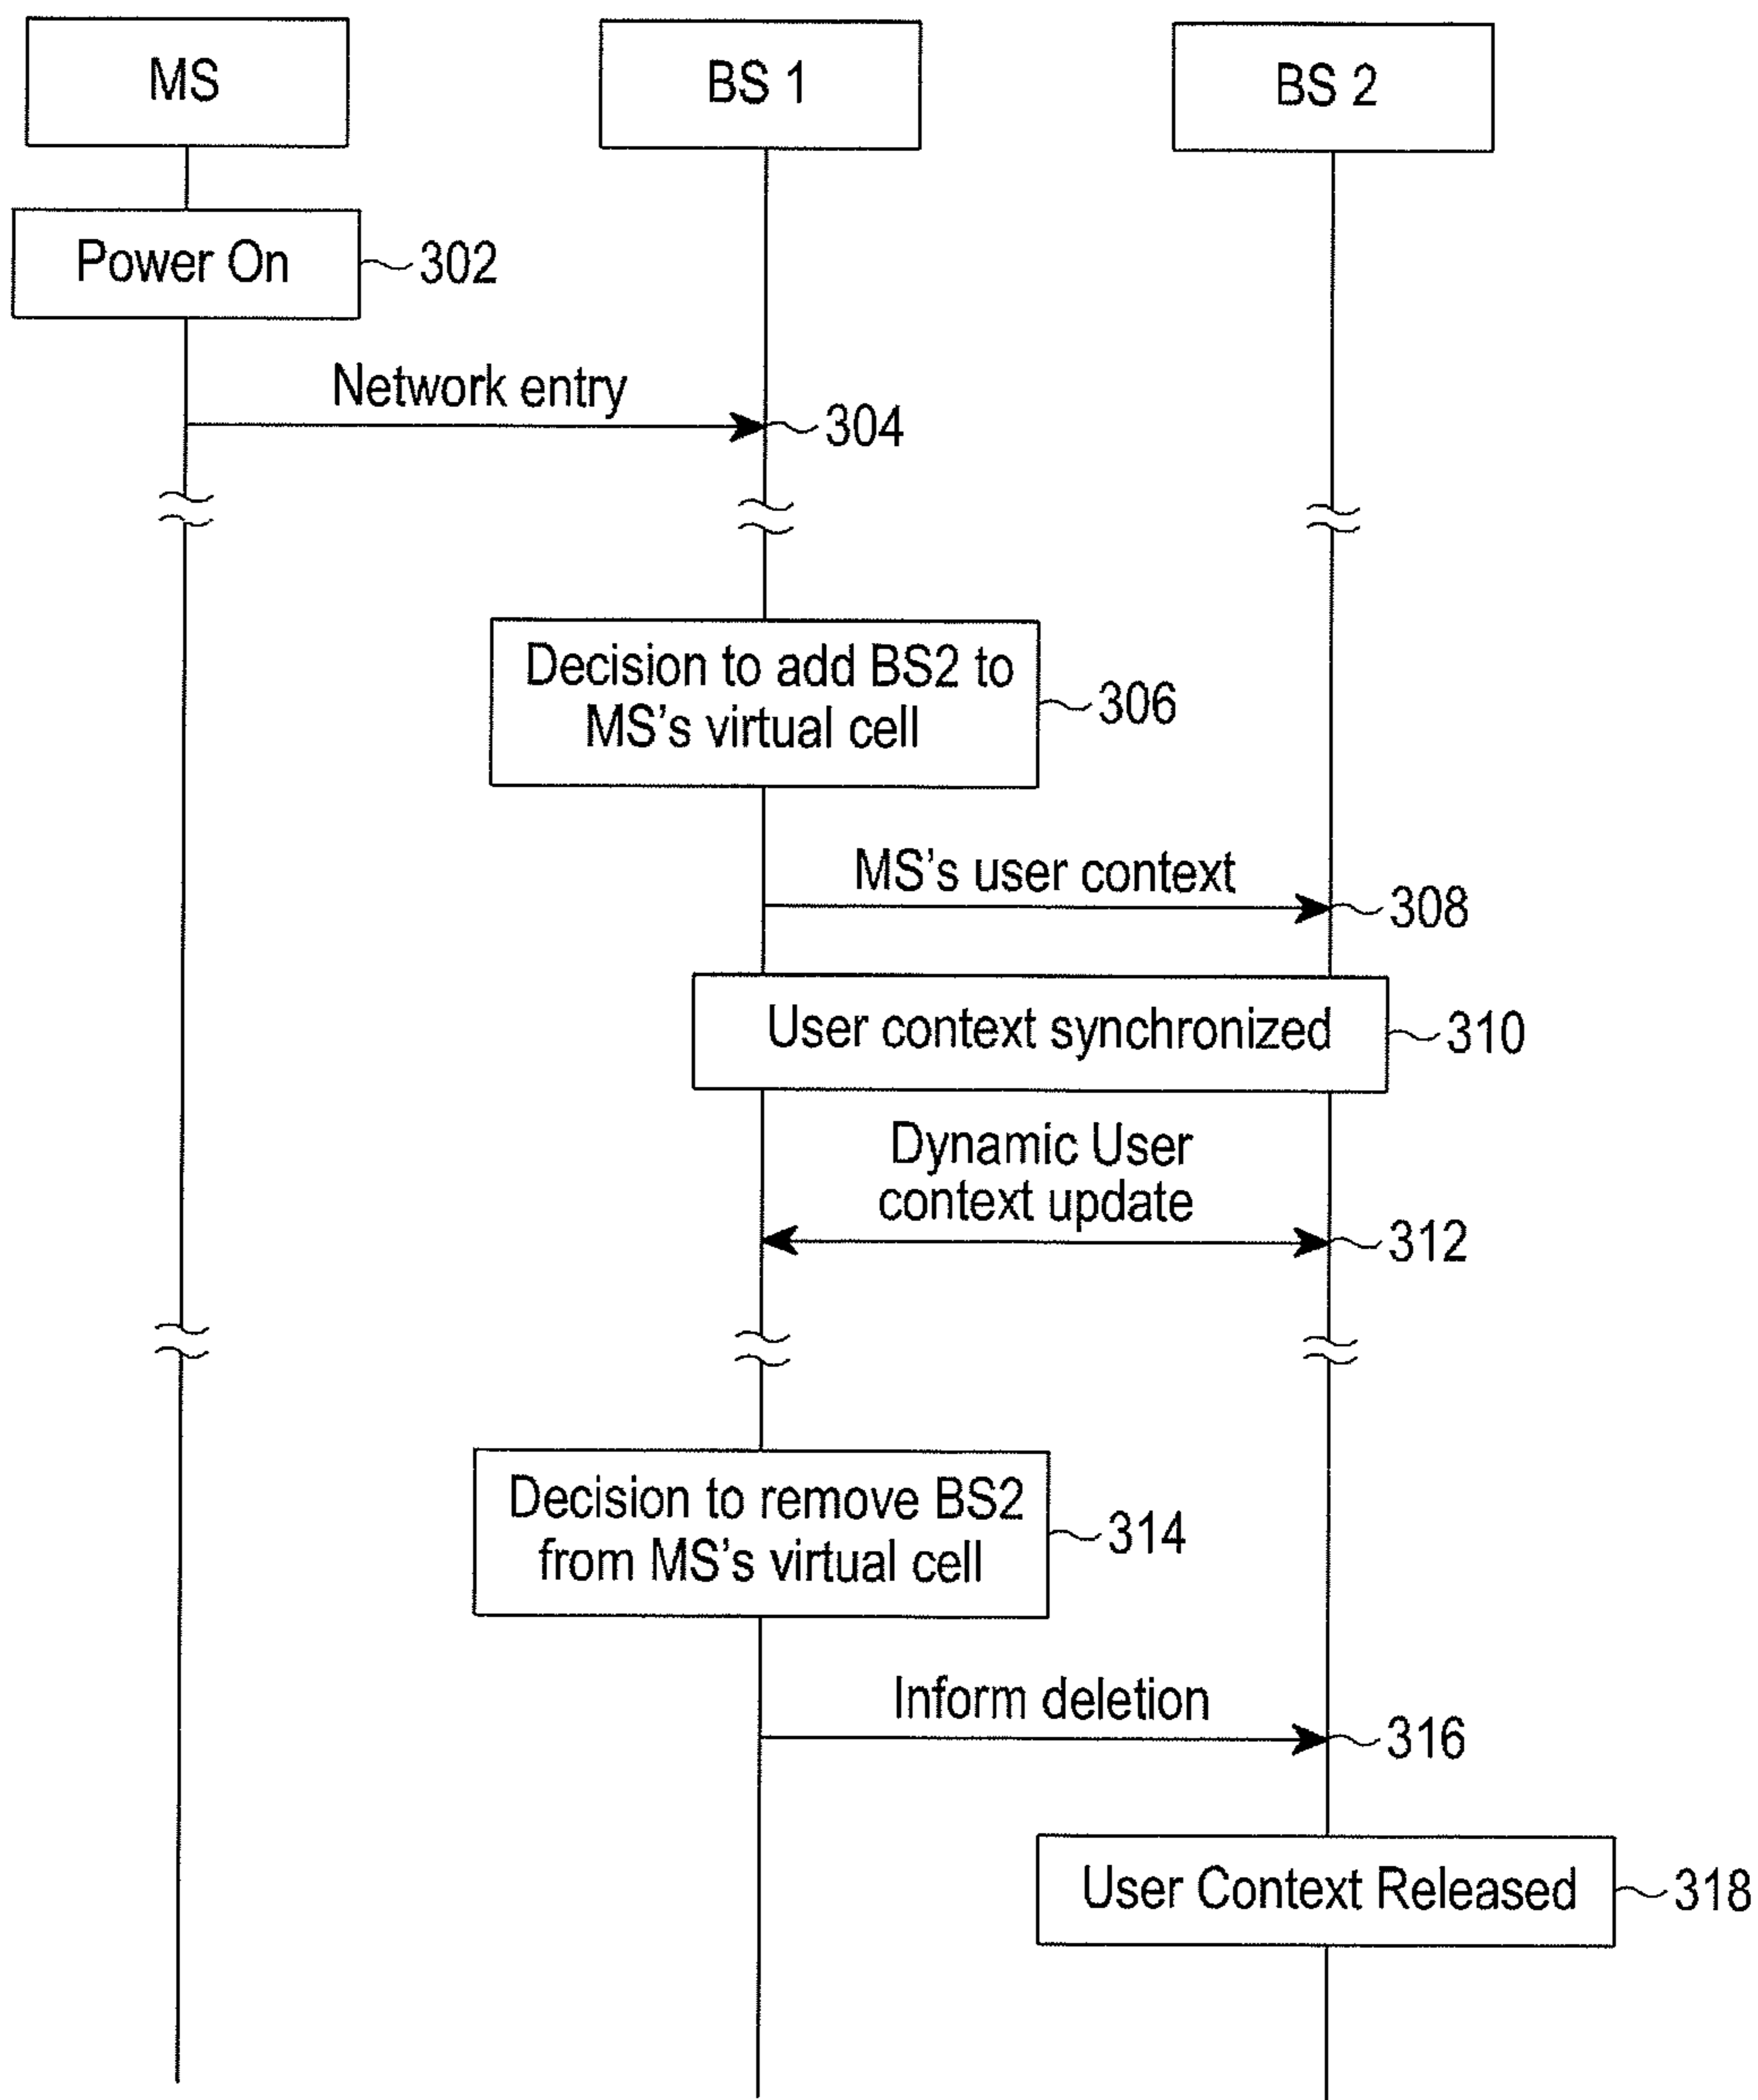 MS
BS 1
BS 2
Power On
302
Network entry
304
Decision to add BS2 to
MS's virtual cell
306
MS's user context
308
User context synchronized
310
Dynamic User
context update
312
Decision to remove BS2
from MS's virtual cell
314
Inform deletion
316
User Context Released
318